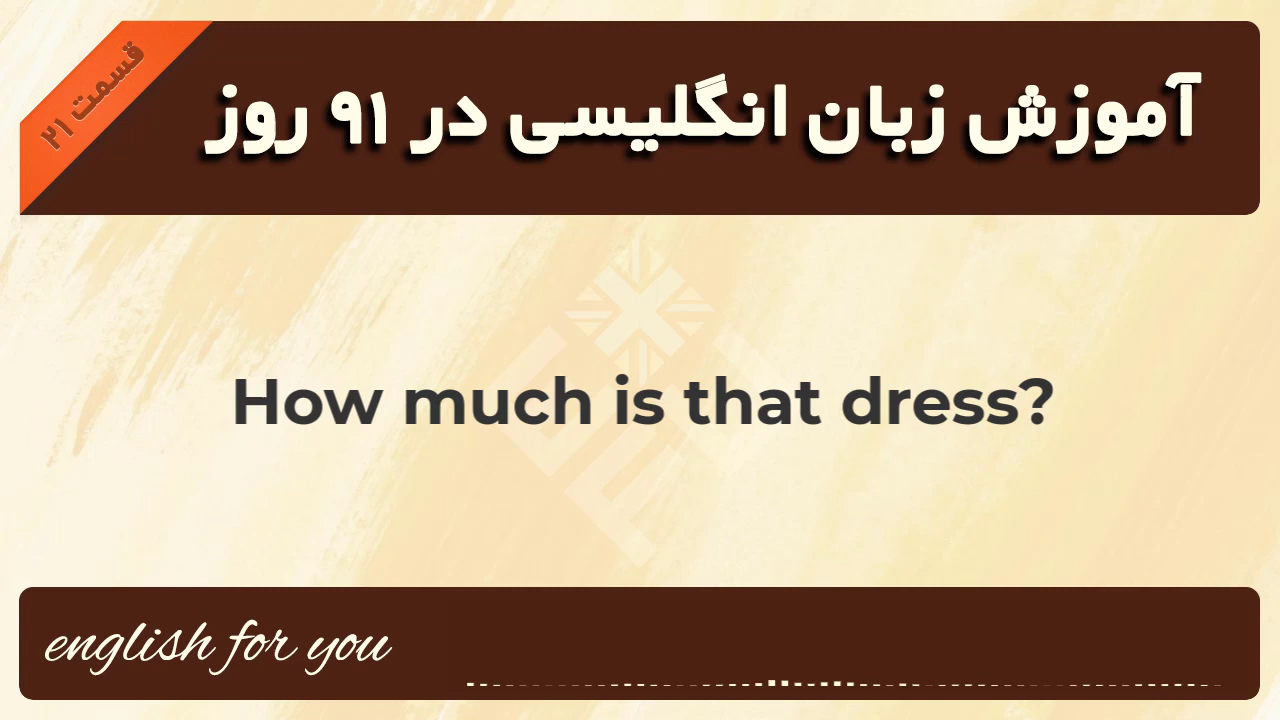 قسمت ۲۱
آموزش زبان انگلیسی در ۹۱ روز
How much is that dress?
english for you